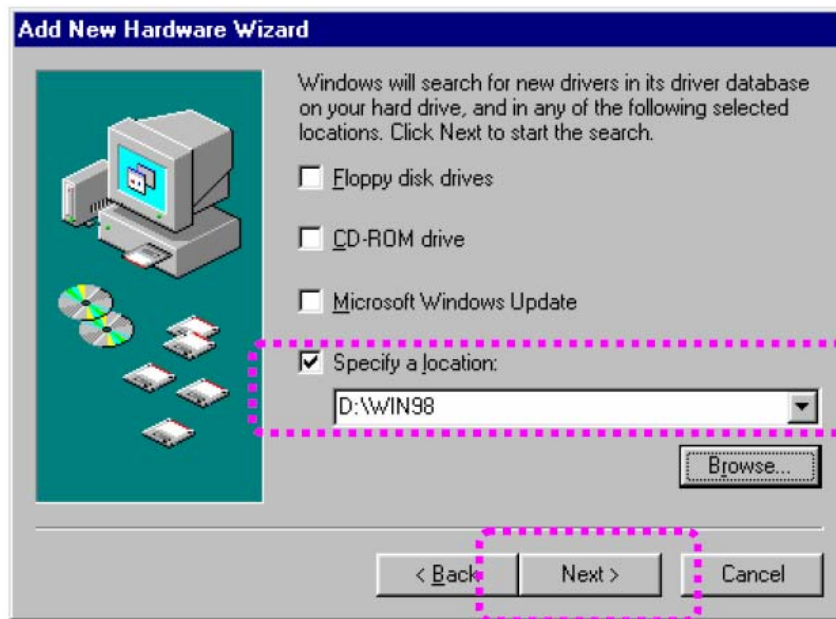 Add New Hardware Wizard
Windows will search for new drivers in its driver database
on your hard drive, and in any of the following selected
locations. Click Next to start the search.
Floppy disk drives
CD-ROM drive
Microsoft Windows Update
Specify a location:
D:\WIN98
Browse...
< Back Next > Cancel